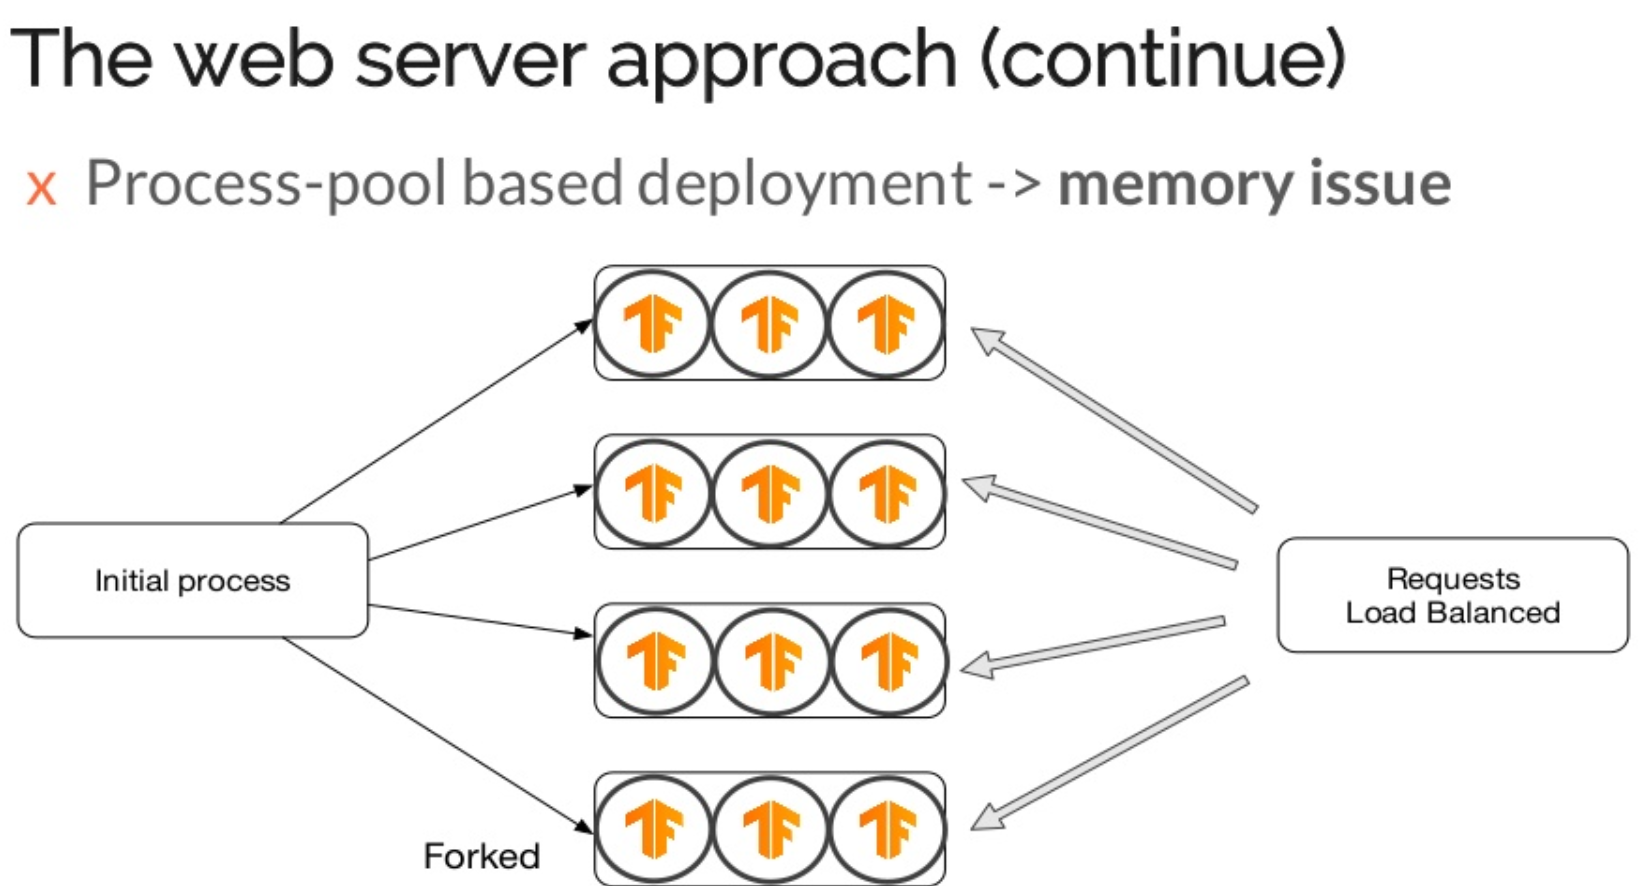 The web server approach (continue)
x Process-pool based deployment -> memory issue
Initial process
Requests
Load Balanced
Forked